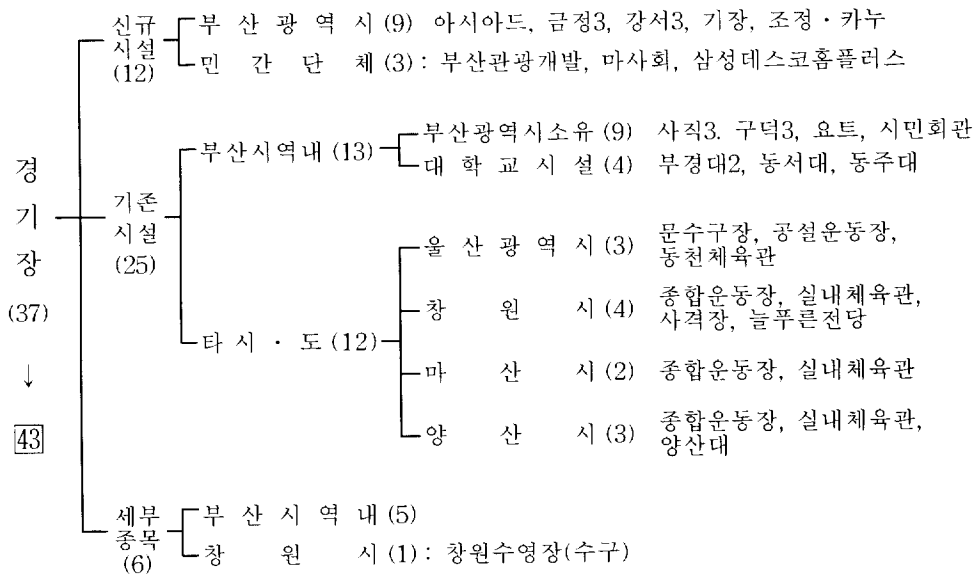 신규시설(12)
부산광역시(9) 아시아드, 금정3, 강서3, 기장, 조정・카누
민간단체(3) : 부산관광개발, 마사회, 삼성데스코홈플러스
경기장(37) ↓ 43
기존시설(25)
부산시역내(13)
부산광역시소유(9) 사직3. 구덕3, 요트, 시민회관
대학교시설(4) 부경대2, 동서대, 동주대
타시・도(12)
울산광역시(3) 문수구장, 공설운동장,
동천체육관
창원시(4) 종합운동장, 실내체육관,
사격장, 늘푸른전당
마산시(2) 종합운동장, 실내체육관
양산시(3) 종합운동장, 실내체육관,
양산대
세부종목(6)
부산시역내(5)
창원시(1) : 창원수영장(수구)